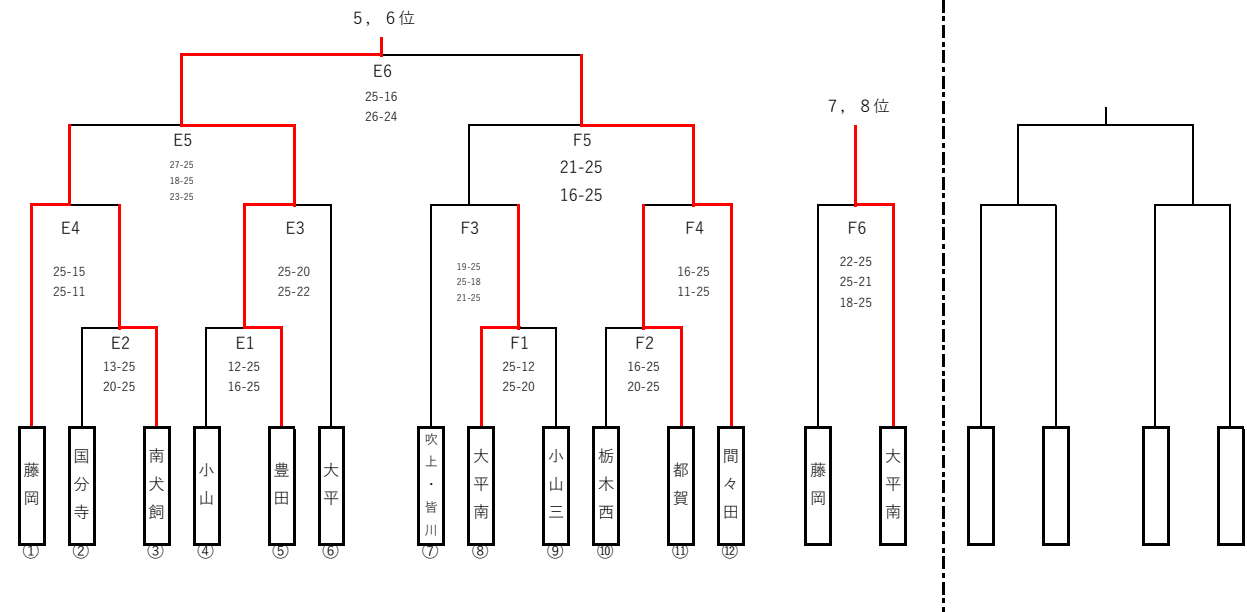 5，6位
E6
25-16
26-24
7，8位
E5
27-25
18-25
23-25
F5
21-25
16-25
E4
25-15
25-11
E3
25-20
25-22
F3
19-25
25-18
21-25
F4
16-25
11-25
F6
22-25
25-21
18-25
E2
13-25
20-25
E1
12-25
16-25
F1
25-12
25-20
F2
16-25
20-25
藤岡
国分寺
南犬飼
小山
豊田
大平
吹上・皆川
大平南
小山三
栃木西
都賀
間々田
藤岡
大平南
①
②
③
④
⑤
⑥
⑦
⑧
⑨
⑩
⑪
⑫